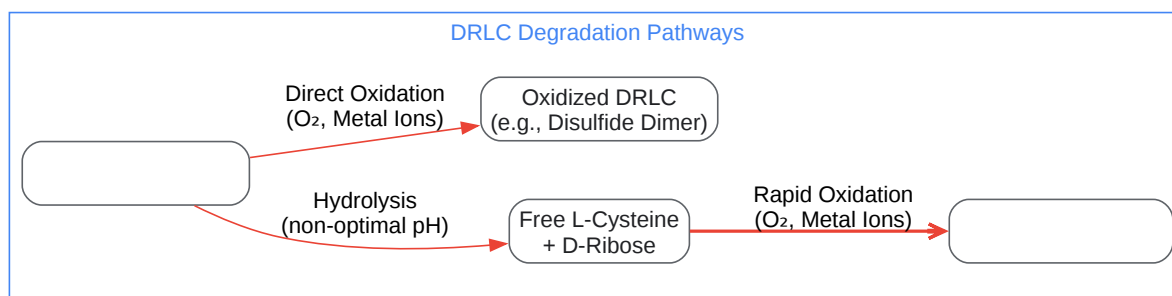 DRLC Degradation Pathways
Direct Oxidation
(O₂, Metal Ions)
Oxidized DRLC
(e.g., Disulfide Dimer)
Hydrolysis
(non-optimal pH)
Free L-Cysteine
+ D-Ribose
Rapid Oxidation
(O₂, Metal Ions)